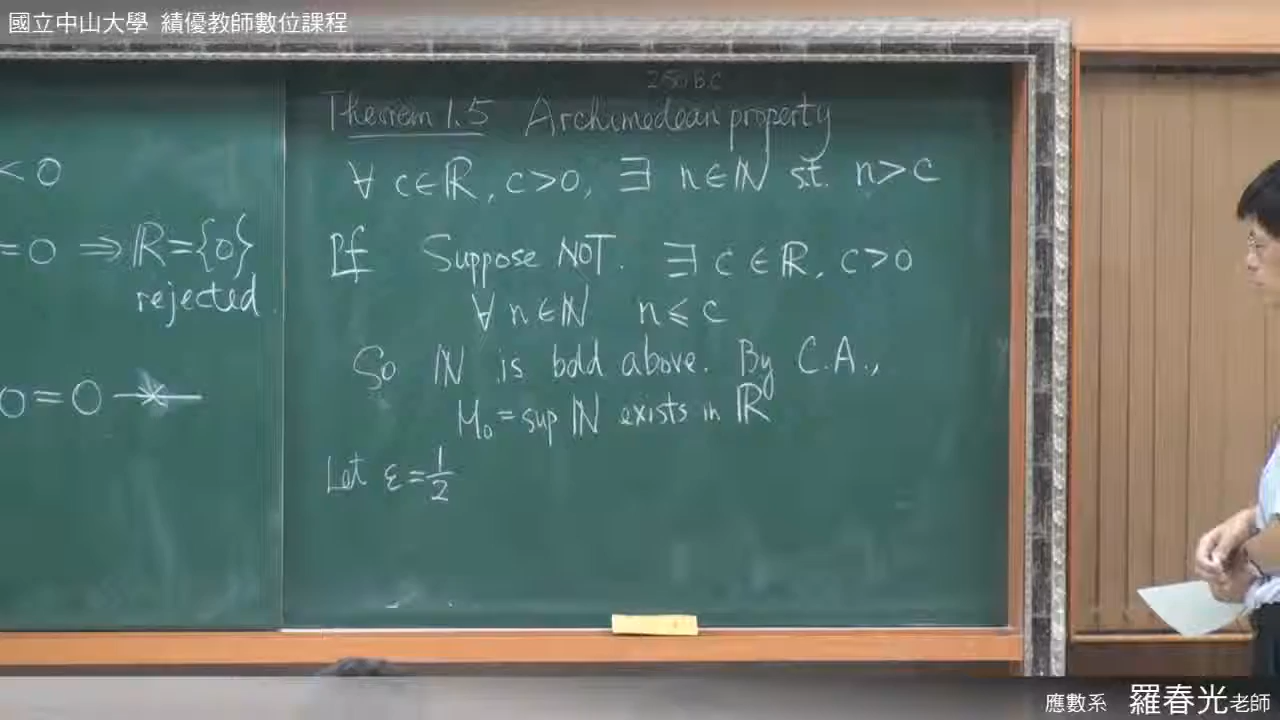 國立中山大學 績優教師數位課程
250 B.C
Theorem 1.5 Archimedean property
∀ c∈ℝ, c>0, ∃ n∈ℕ st. n>c
Pf Suppose NOT. ∃ c∈ℝ, c>0
∀ n∈ℕ n≤c
So ℕ is bdd above. By C.A.,
M₀ = sup ℕ exists in ℝ
Let ε=1/2
<0
=0 ⇒ ℝ={0}
rejected.
0=0
應數系 羅春光老師